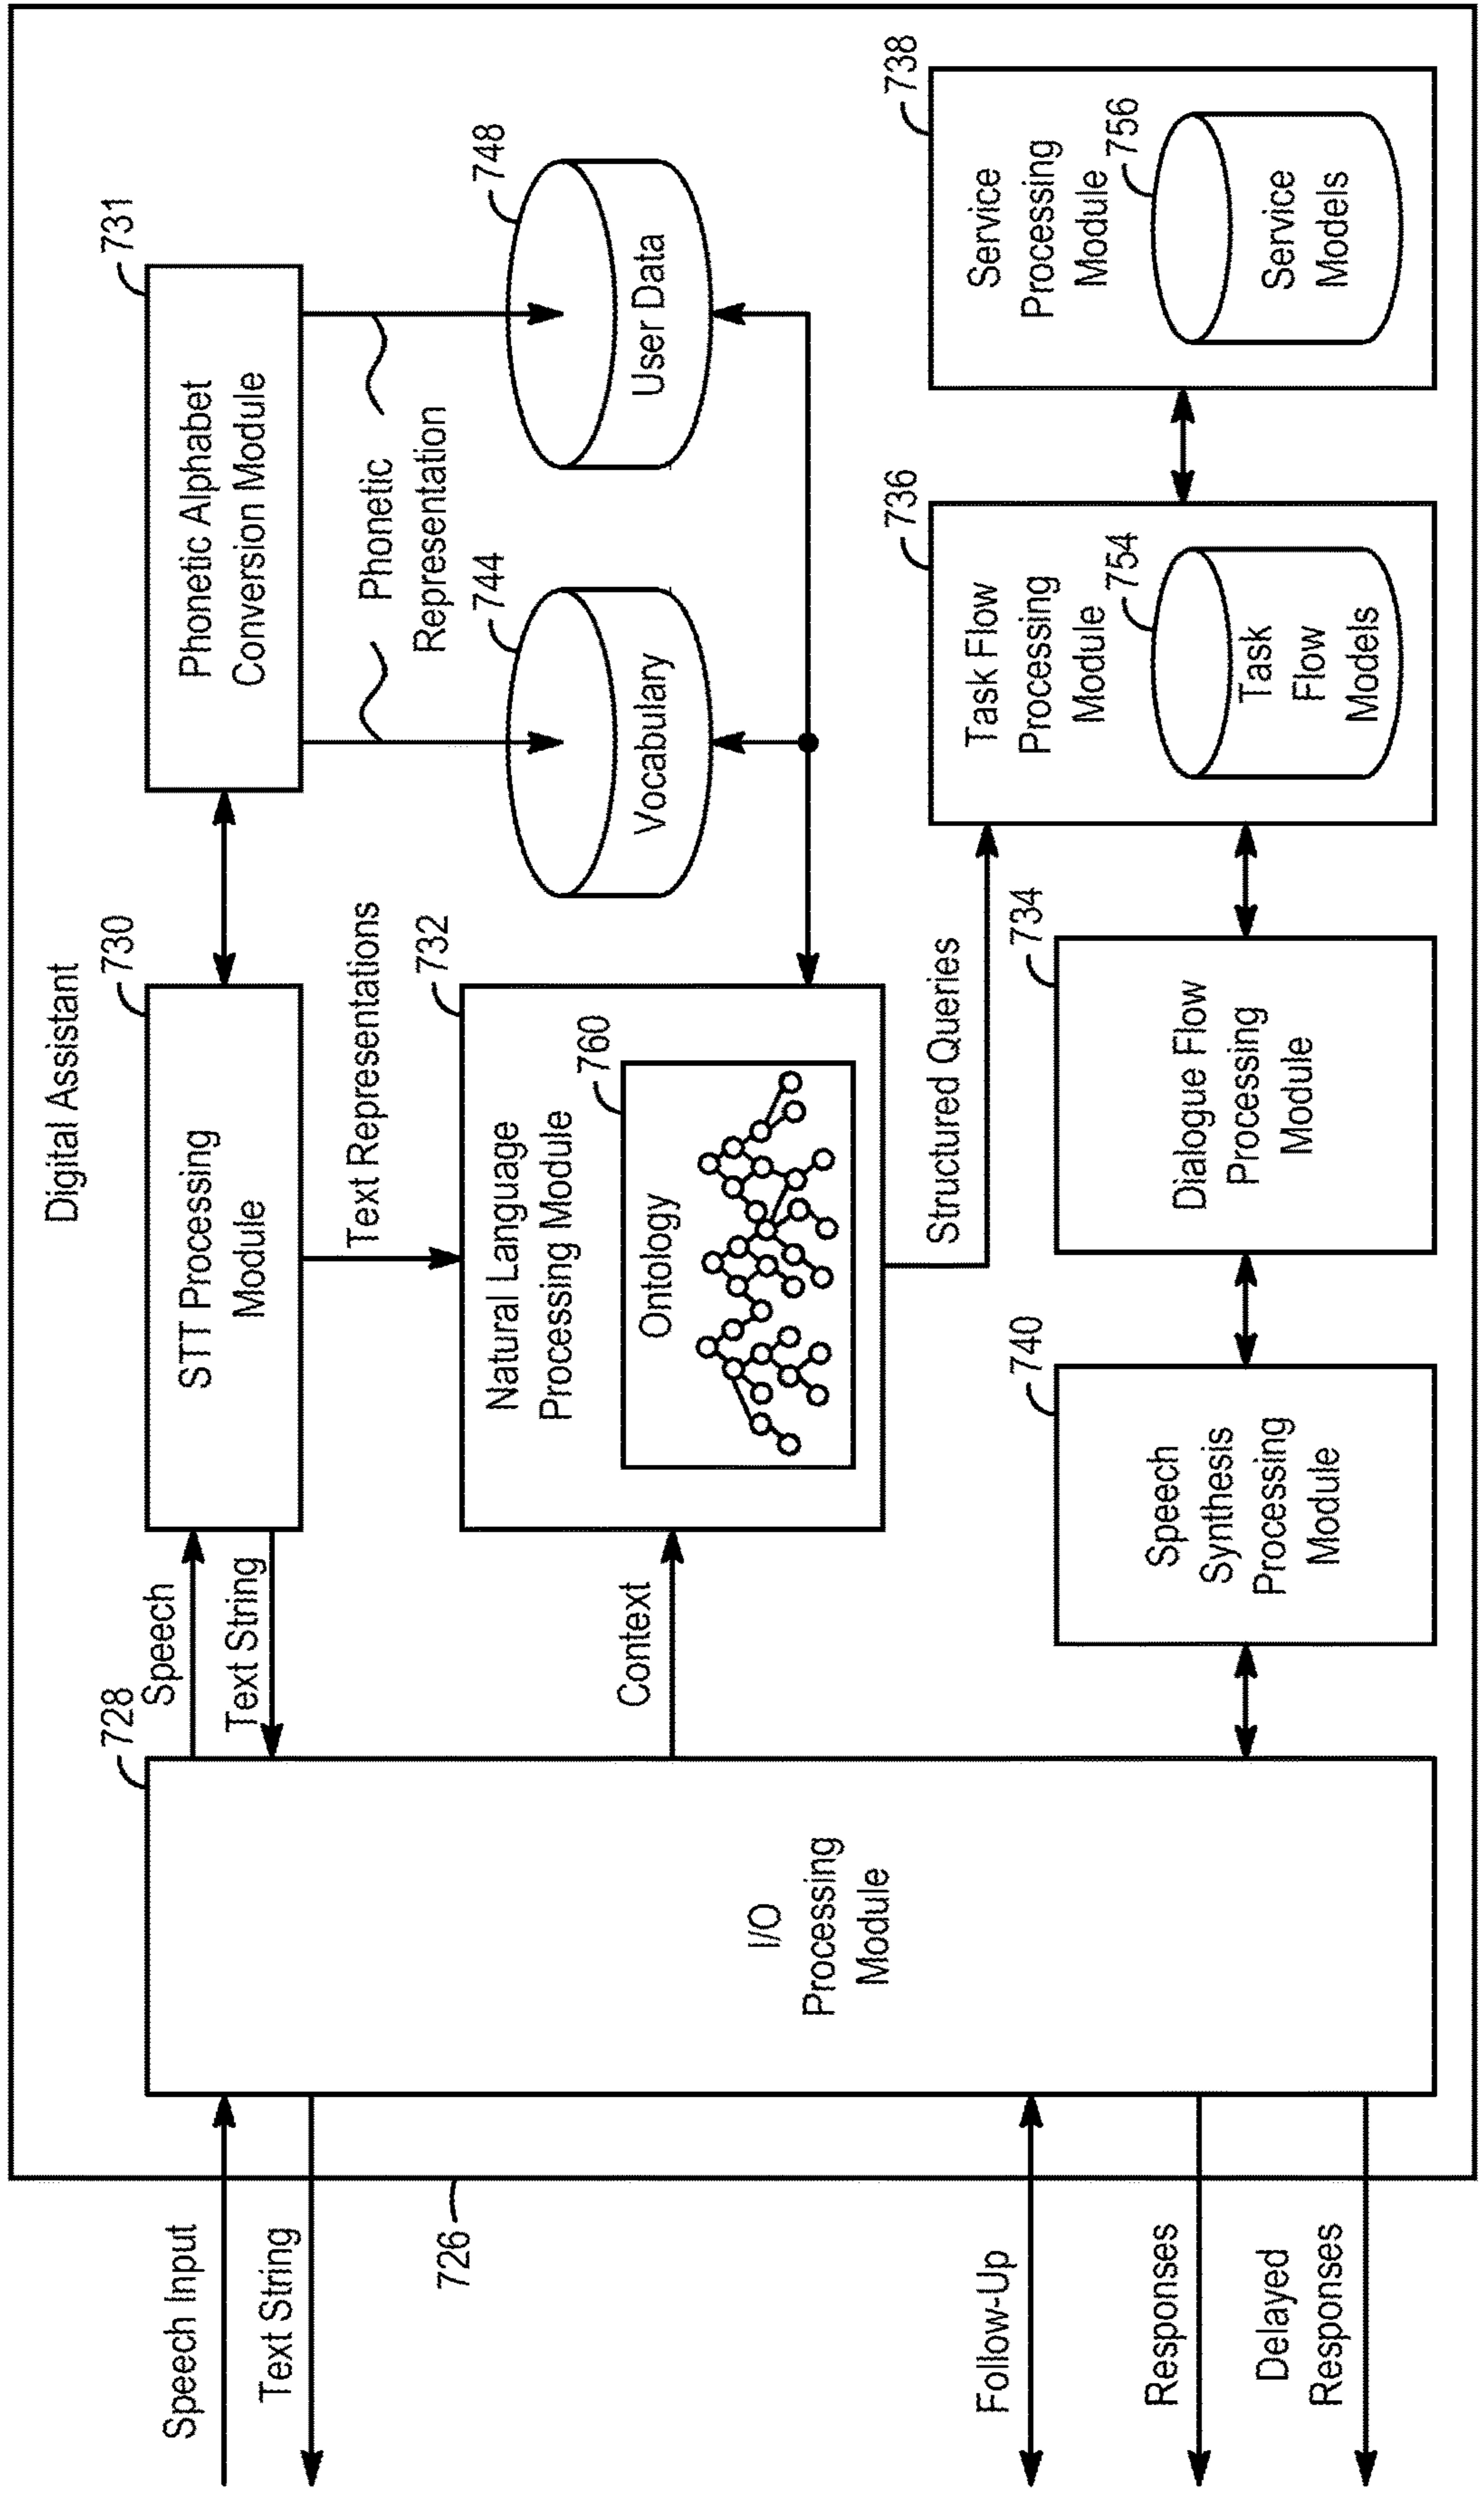 Digital Assistant
Speech Input
Text String
726
728
I/O
Processing
Module
Speech
Text String
730
STT Processing
Module
731
Phonetic Alphabet
Conversion Module
Text Representations
Phonetic
Representation
Context
732
Natural Language
Processing Module
760
Ontology
744
Vocabulary
748
User Data
Structured Queries
Follow-Up
Responses
Delayed
Responses
740
Speech
Synthesis
Processing
Module
734
Dialogue Flow
Processing
Module
736
Task Flow
Processing
Module
754
Task
Flow
Models
738
Service
Processing
Module
756
Service
Models